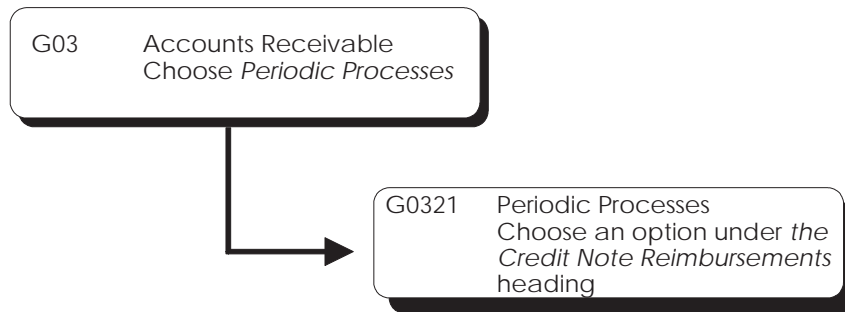 G03 Accounts Receivable
Choose Periodic Processes
G0321 Periodic Processes
Choose an option under the
Credit Note Reimbursements
heading